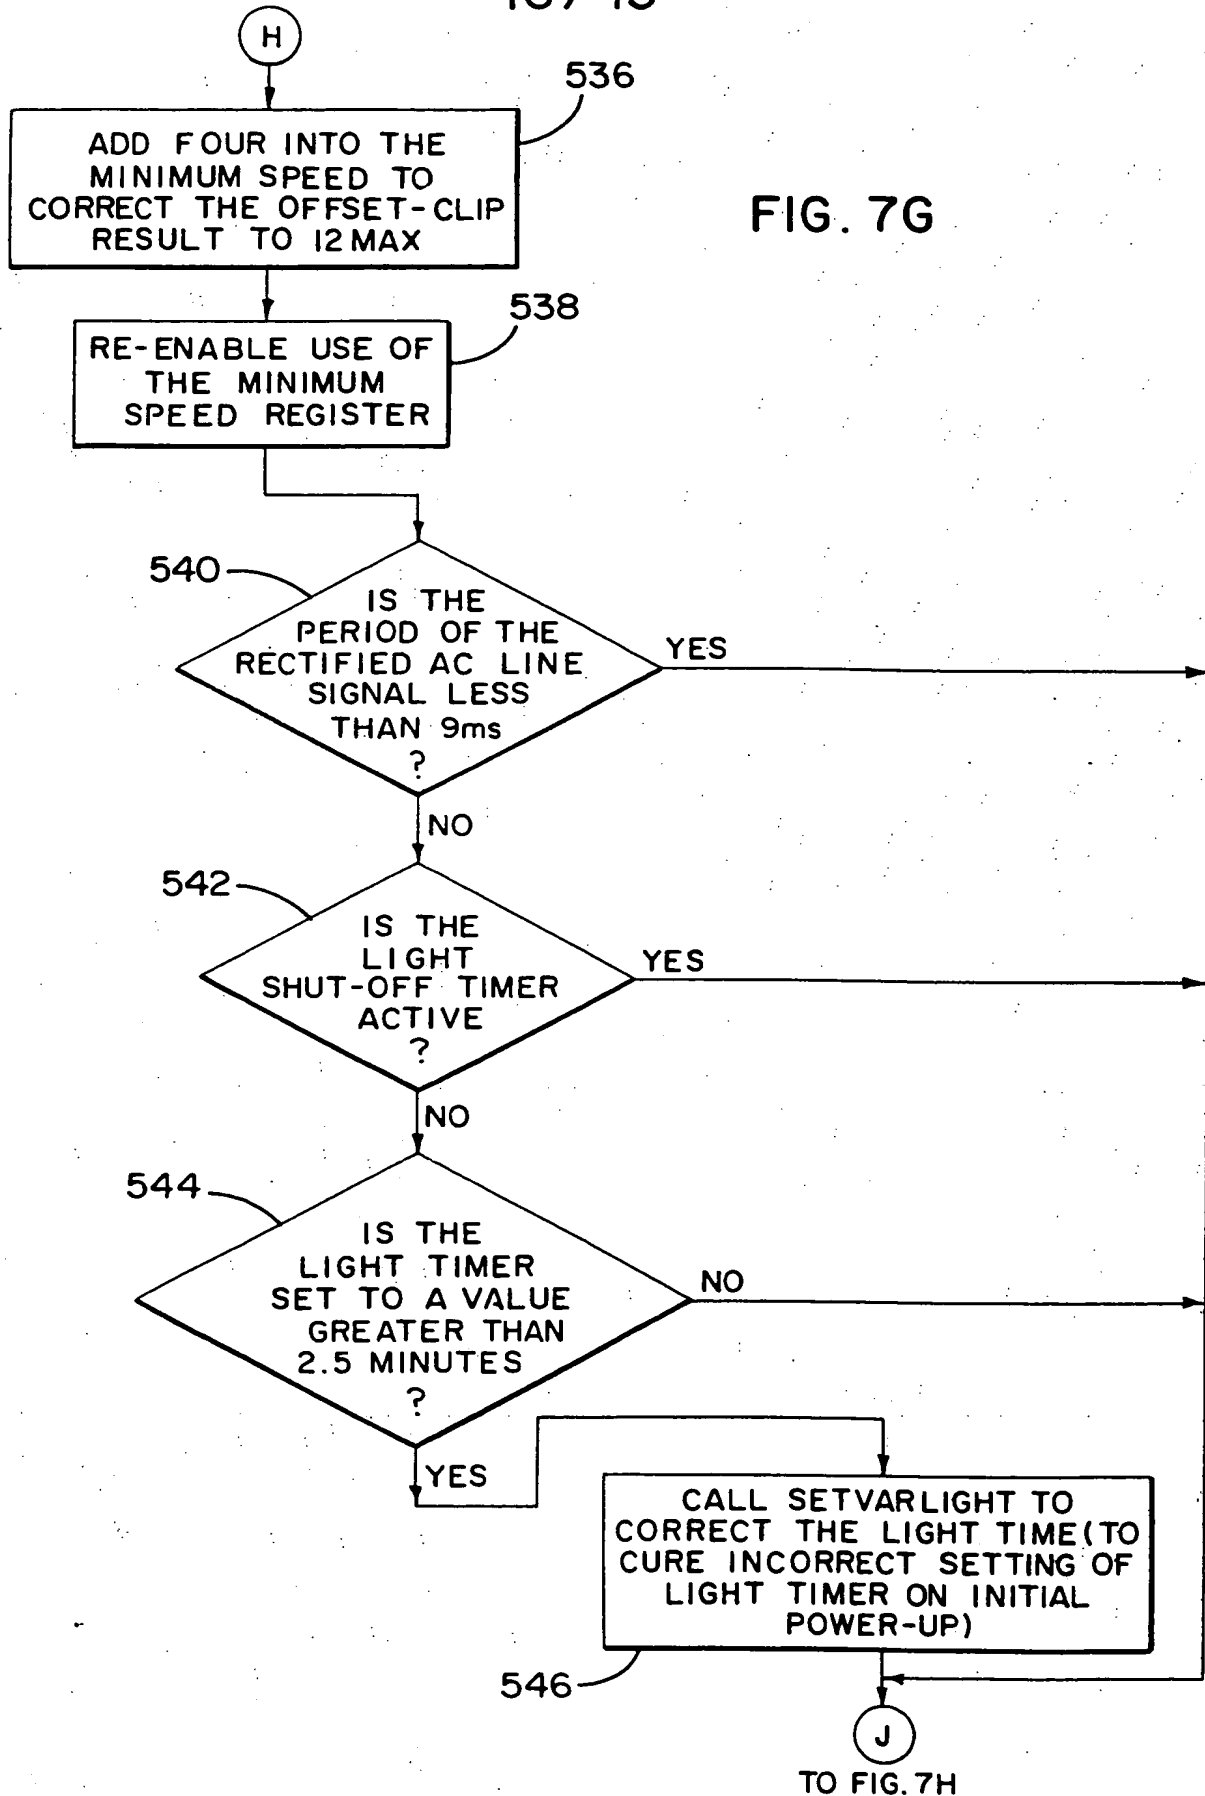 H
536
ADD FOUR INTO THE
MINIMUM SPEED TO
CORRECT THE OFFSET-CLIP
RESULT TO 12 MAX
FIG. 7G
538
RE-ENABLE USE OF
THE MINIMUM
SPEED REGISTER
540
IS THE
PERIOD OF THE
RECTIFIED AC LINE
SIGNAL LESS
THAN 9ms
?
YES
NO
542
IS THE
LIGHT
SHUT-OFF TIMER
ACTIVE
?
YES
NO
544
IS THE
LIGHT TIMER
SET TO A VALUE
GREATER THAN
2.5 MINUTES
?
NO
YES
CALL SETVARLIGHT TO
CORRECT THE LIGHT TIME(TO
CURE INCORRECT SETTING OF
LIGHT TIMER ON INITIAL
POWER-UP)
546
J
TO FIG. 7H